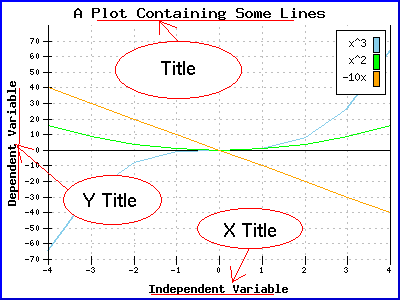 A Plot Containing Some Lines
70
60
50
40
30
20
10
0
-10
-20
-30
-40
-50
-60
-70
-4 -3 -2 -1 0 1 2 3 4
Dependent Variable
Independent Variable
x^3
x^2
-10x
Title
Y Title
X Title